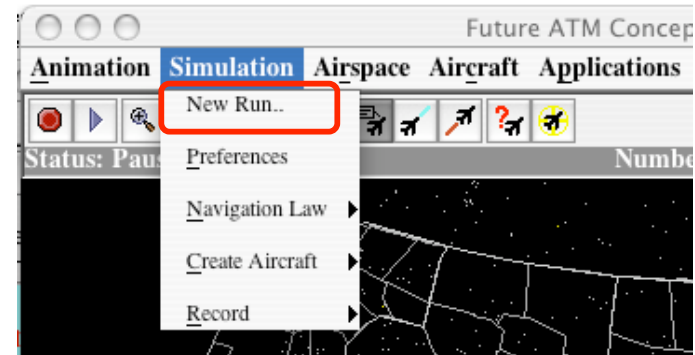 Future ATM Concep
Animation Simulation Airspace Aircraft Applications
New Run..
Status: Paus
Numbe
Preferences
Navigation Law
Create Aircraft
Record